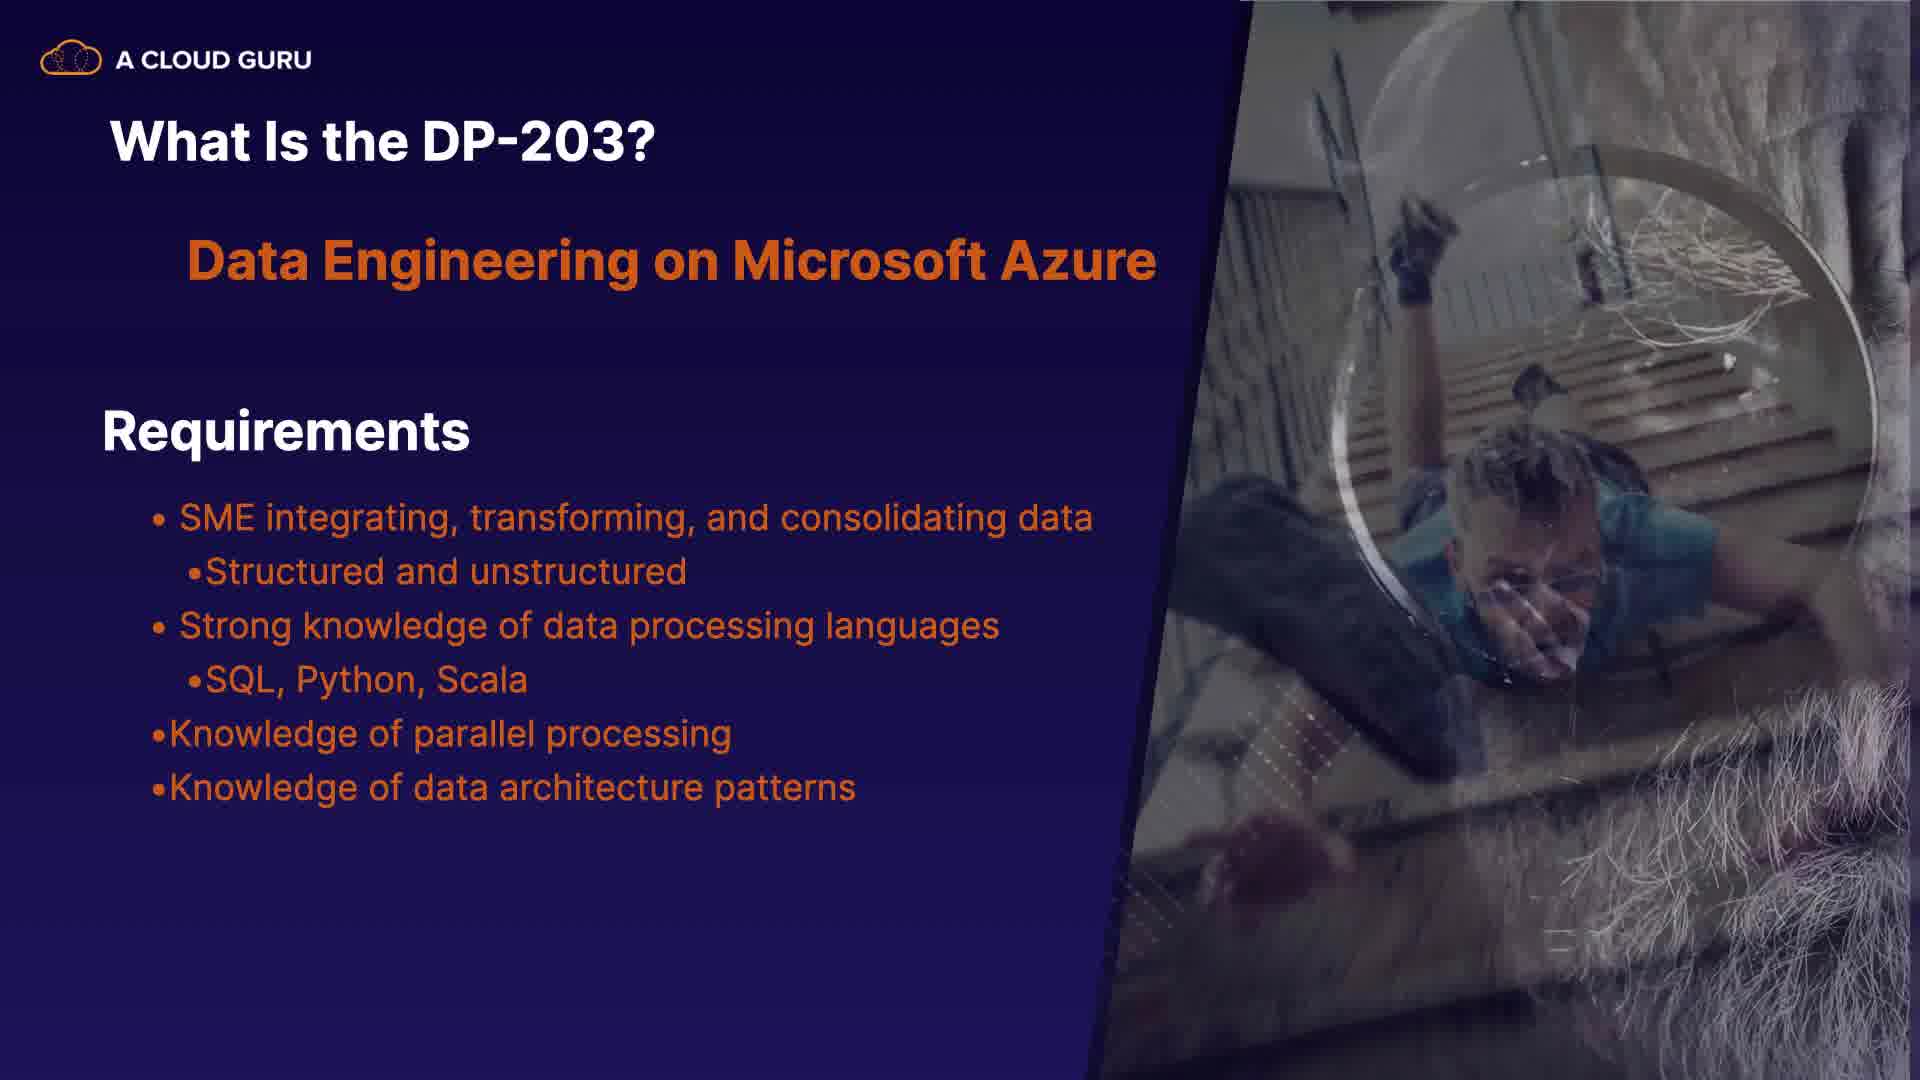 A CLOUD GURU
What Is the DP-203?
Data Engineering on Microsoft Azure
Requirements
• SME integrating, transforming, and consolidating data
•Structured and unstructured
• Strong knowledge of data processing languages
•SQL, Python, Scala
•Knowledge of parallel processing
•Knowledge of data architecture patterns